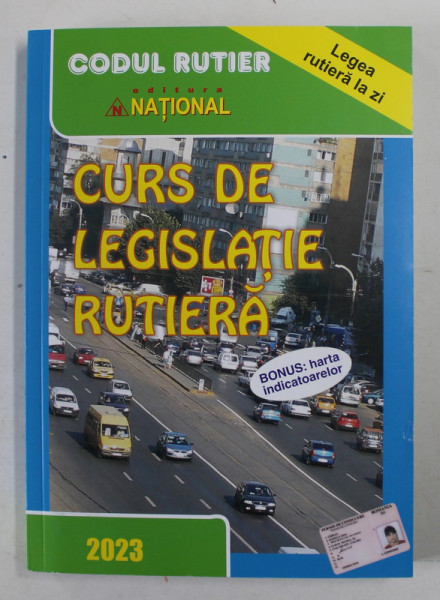 CODUL RUTIER
Legea
rutieră la zi
editura
N NAȚIONAL
CURS DE
LEGISLAȚIE
RUTIERĂ
BONUS: harta
indicatoarelor
2023